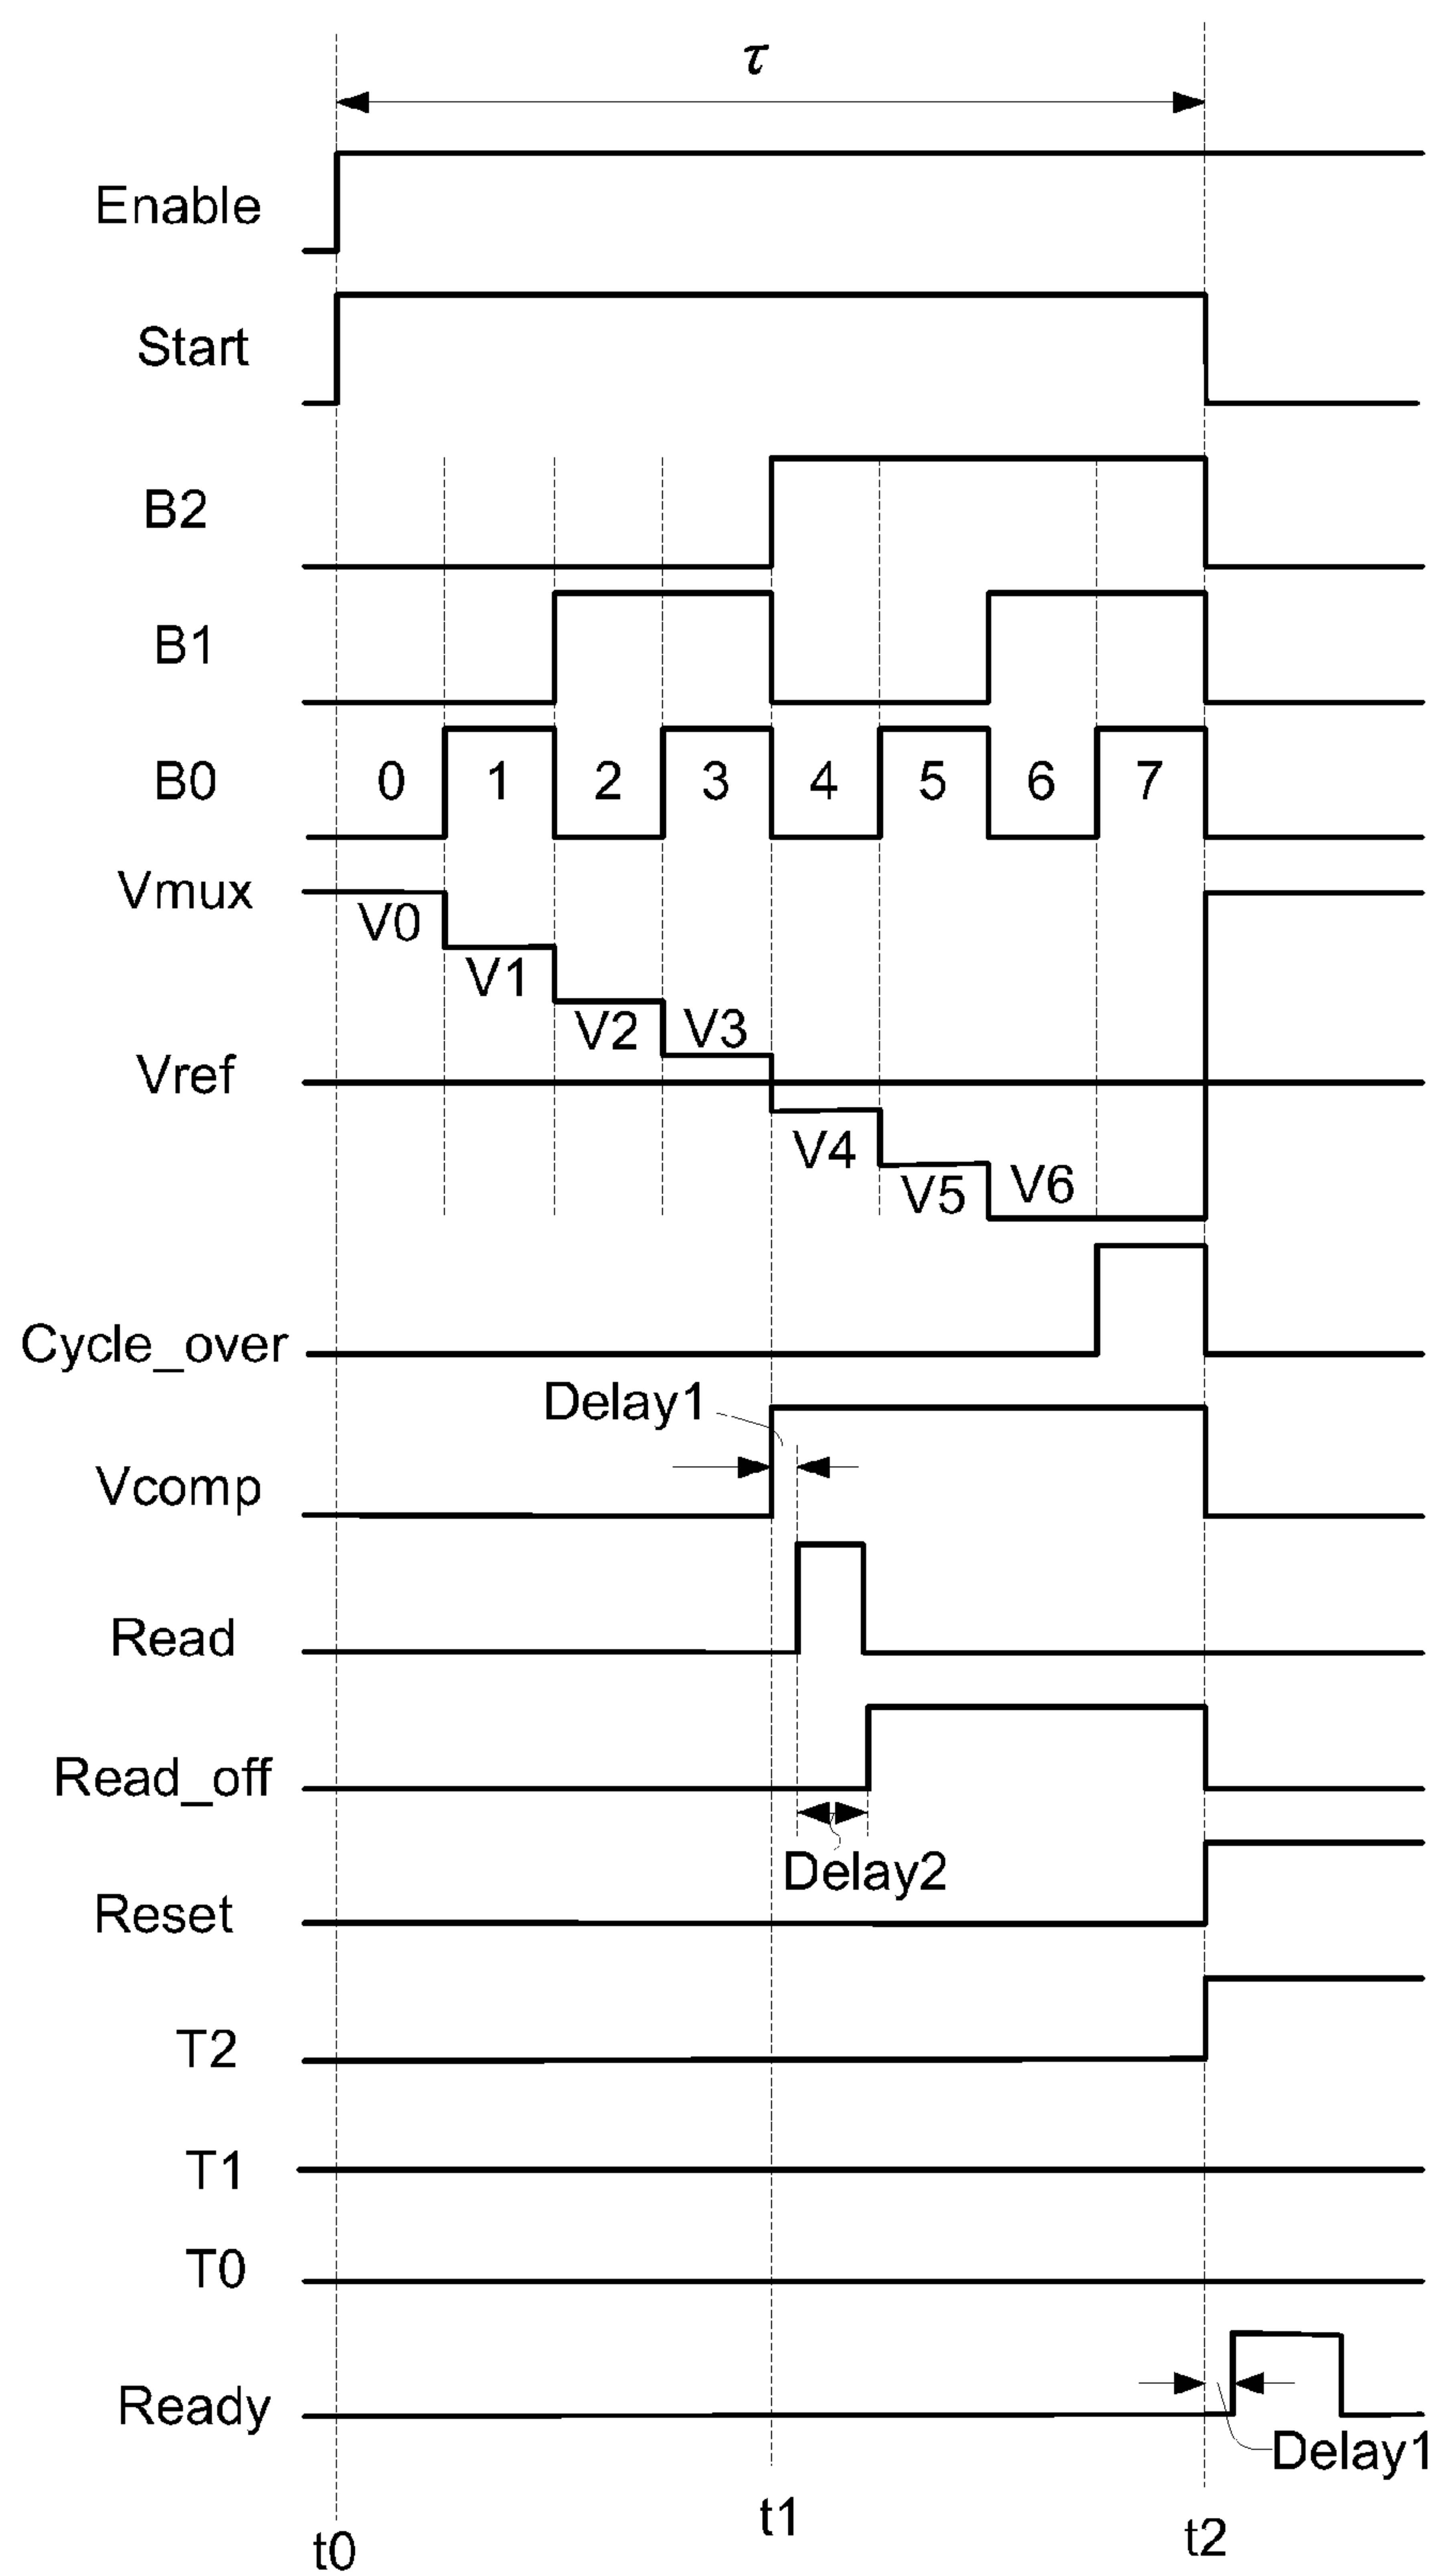 τ
Enable
Start
B2
B1
B0 0 1 2 3 4 5 6 7
Vmux
V0
V1
V2 V3
Vref
V4
V5 V6
Cycle_over
Delay1
Vcomp
Read
Read_off
Delay2
Reset
T2
T1
T0
Ready
Delay1
t0 t1 t2